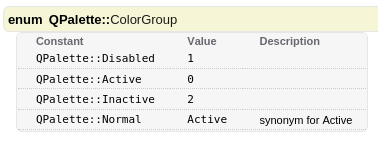 enum QPalette::ColorGroup
Constant Value Description
QPalette::Disabled 1
QPalette::Active 0
QPalette::Inactive 2
QPalette::Normal Active synonym for Active